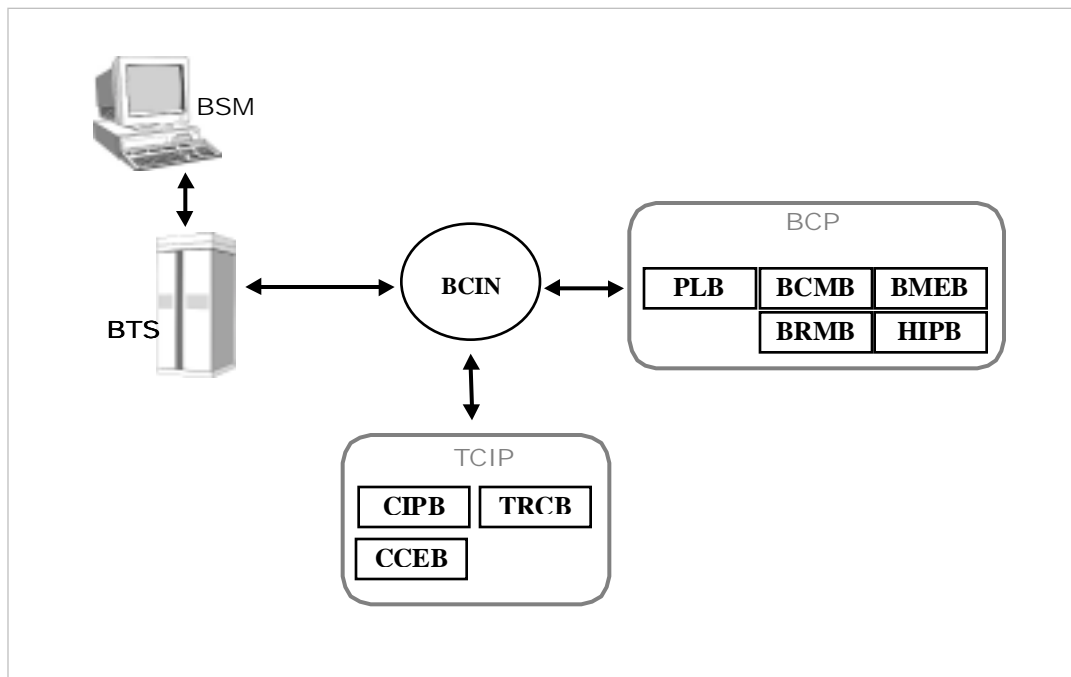 BSM
BCP
PLB BCMB BMEB
BRMB HIPB
BCIN
BTS
TCIP
CIPB TRCB
CCEB